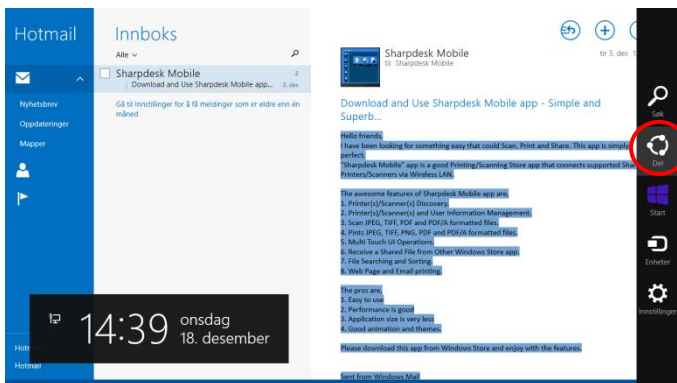 Hotmail
Nyhetsbrev
Oppdateringer
Mapper
Hotmail
Innboks
Alle
Sharpdesk Mobile 2
Download and Use Sharpdesk Mobile app... 3. des
Gå til Innstillinger for å få meldinger som er eldre enn én
måned
14:39 onsdag
18. desember
Sharpdesk Mobile tir 3. des
til Sharpdesk Mobile
Download and Use Sharpdesk Mobile app - Simple and
Superb...
Hello friends,
I have been looking for something easy that could Scan, Print and Share. This app is simply
perfect.
"Sharpdesk Mobile" app is a good Printing/Scanning Store app that connects supported
Printers/Scanners via Wireless LAN.
The awesome features of Sharpdesk Mobile app are,
1. Printer(s)/Scanner(s) Discovery.
2. Printer(s)/Scanner(s) and User Information Management.
3. Scan JPEG, TIFF, PDF and PDF/A formatted files.
4. Pints JPEG, TIFF, PNG, PDF and PDF/A formatted files.
5. Multi Touch UI Operations.
6. Receive a Shared File from Other Windows Store app.
7. File Searching and Sorting.
8. Web Page and Email printing.
The pros are,
1. Easy to use
2. Performance is good
3. Application size is very less
4. Good animation and themes.
Please download this app from Windows Store and enjoy with the features.
Sent from Windows Mail
Søk
Del
Start
Enheter
Innstillinger